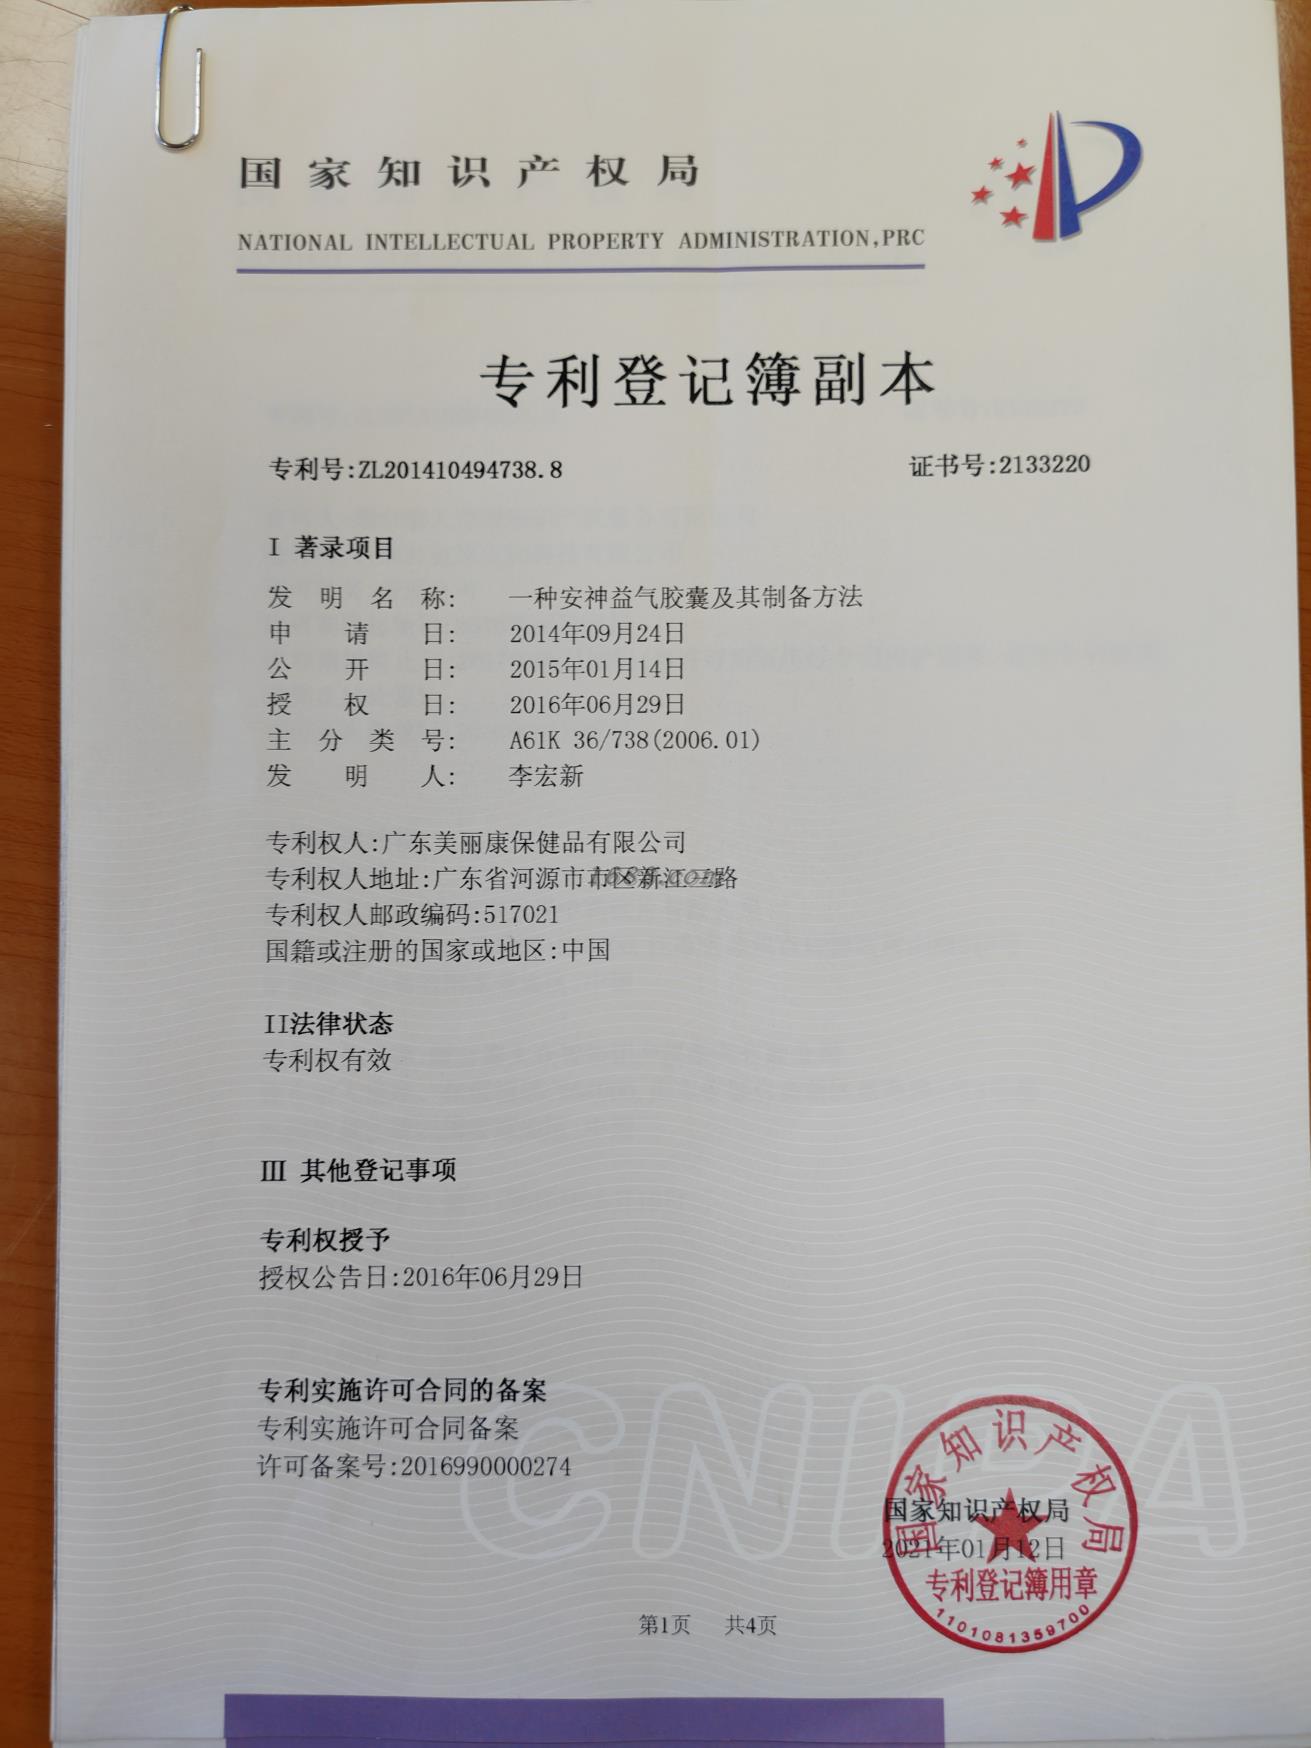 国家知识产权局
NATIONAL INTELLECTUAL PROPERTY ADMINISTRATION,PRC
专利登记簿副本
专利号:ZL201410494738.8 证书号:2133220
I 著录项目
发明名称: 一种安神益气胶囊及其制备方法
申请日: 2014年09月24日
公开日: 2015年01月14日
授权日: 2016年06月29日
主分类号: A61K 36/738(2006.01)
发明人: 李宏新
专利权人:广东美丽康保健品有限公司
专利权人地址:广东省河源市市区新江二路
1688.com
专利权人邮政编码:517021
国籍或注册的国家或地区:中国
II法律状态
专利权有效
III 其他登记事项
专利权授予
授权公告日:2016年06月29日
专利实施许可合同的备案
专利实施许可合同备案
许可备案号:2016990000274
CNIPA
国家知识产权局
国家知识产权局
2021年01月12日
专利登记簿用章
1101081359700
第1页 共4页